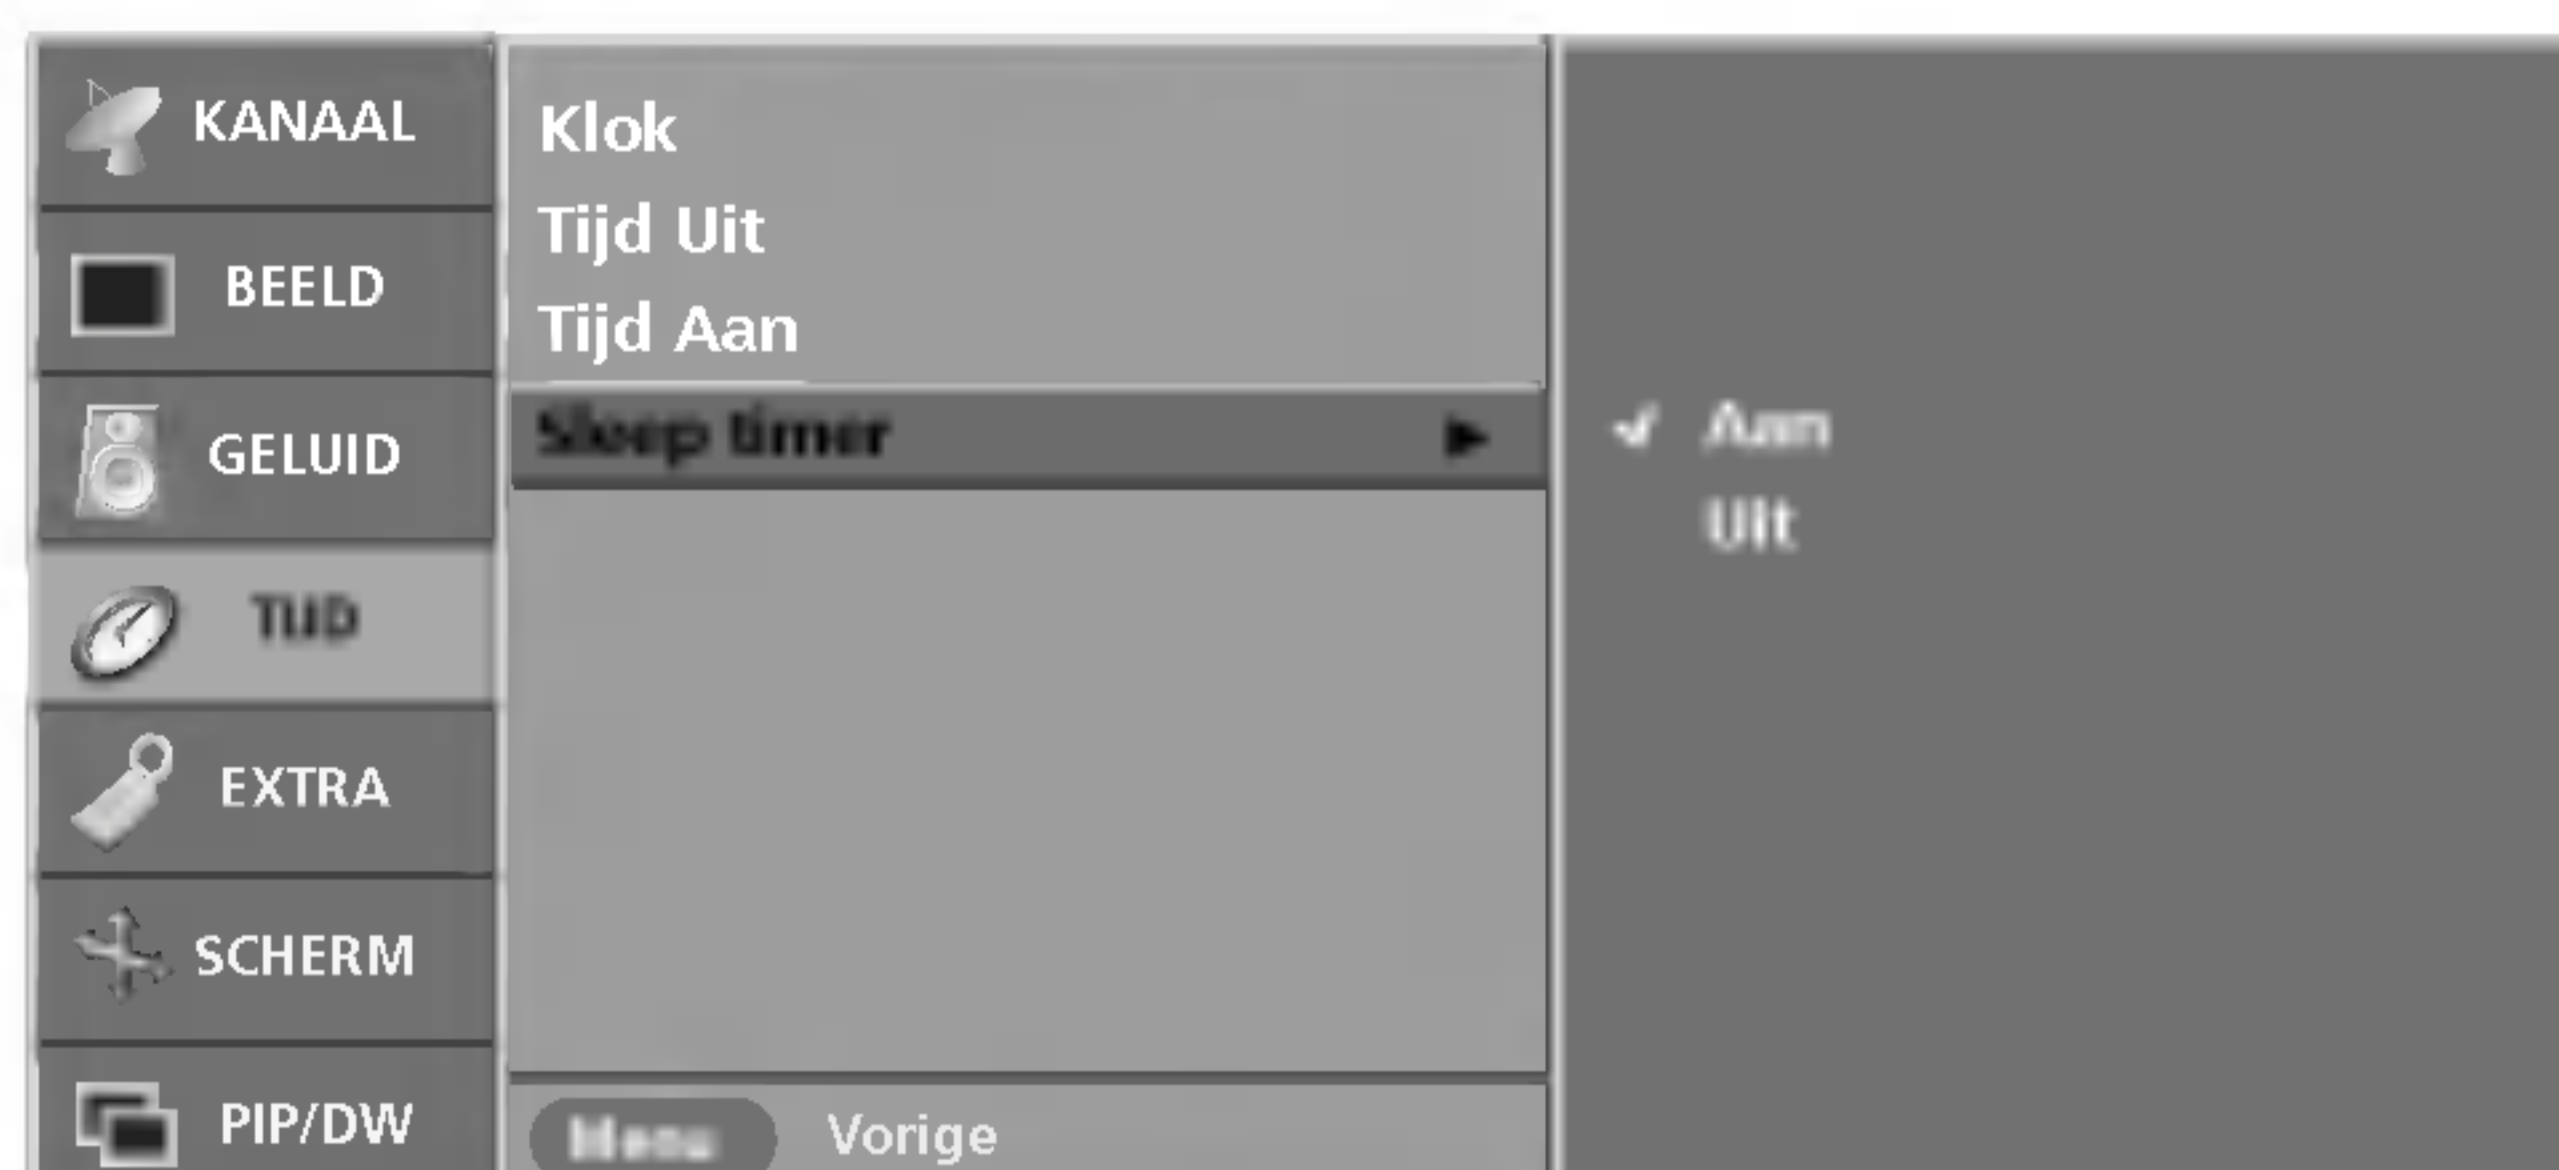 KANAAL
BEELD
GELUID
TIJD
EXTRA
SCHERM
PIP/DW
Klok
Tijd Uit
Tijd Aan
Sleep timer
Aan
Uit
Menu Vorige